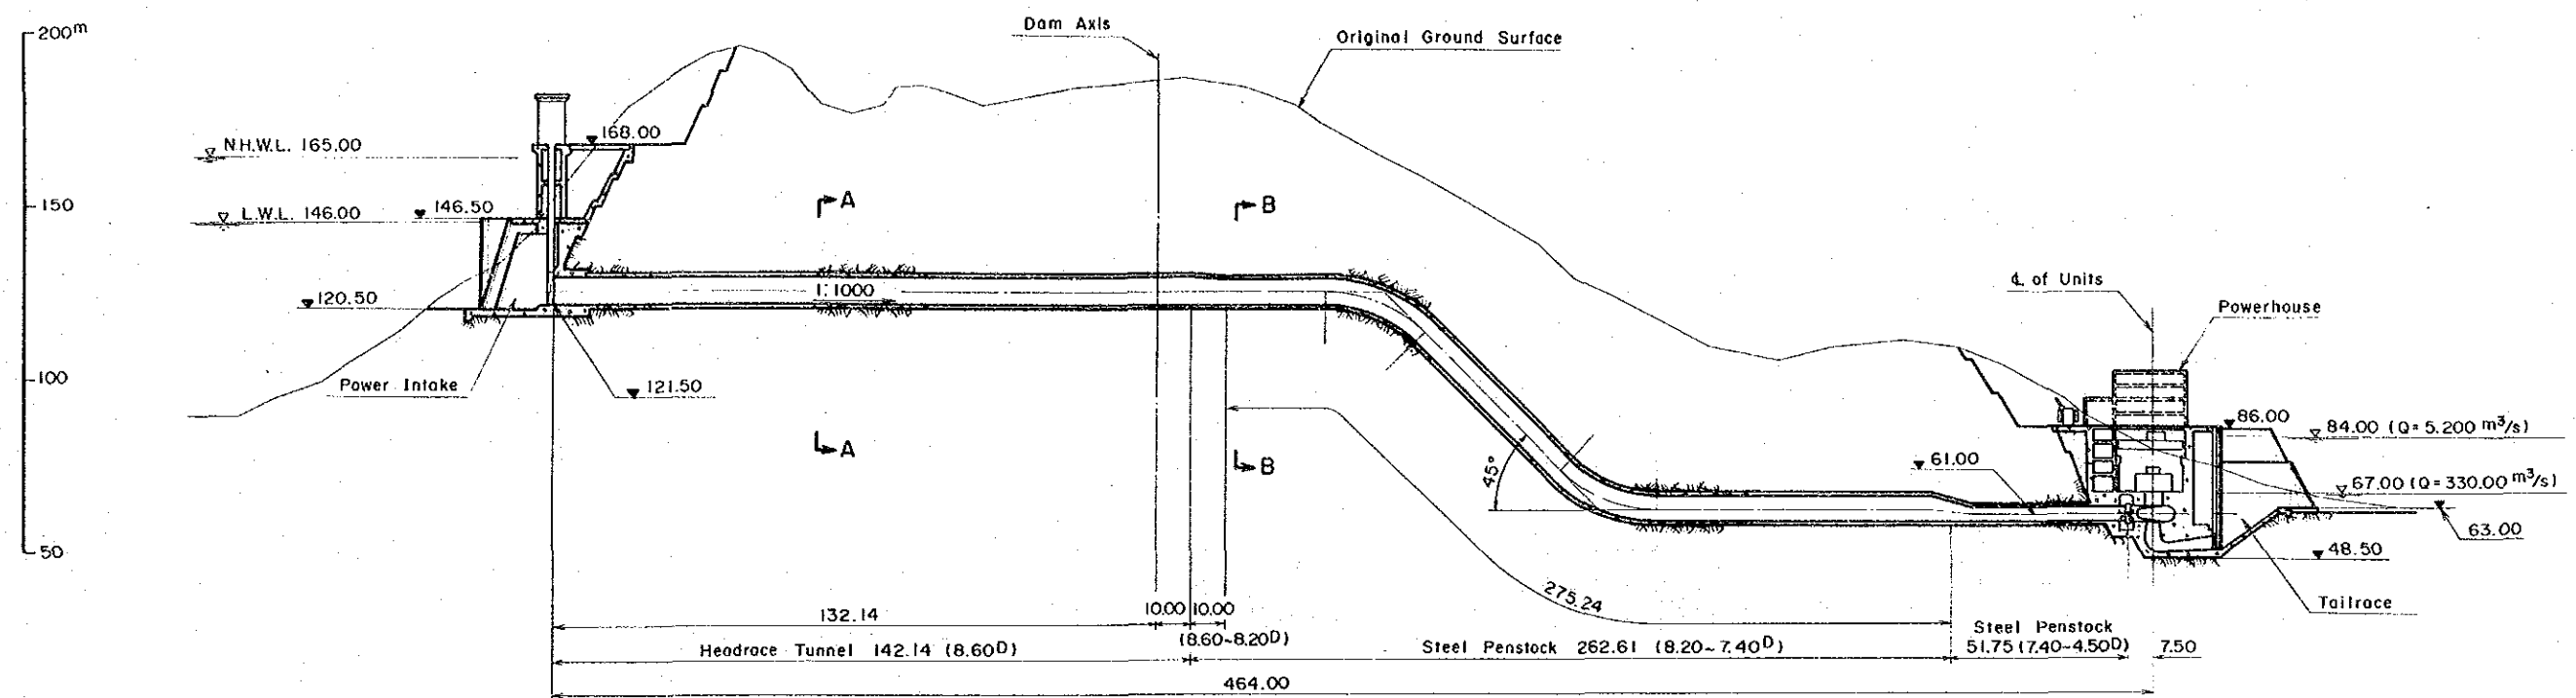 200m
Dam Axis
Original Ground Surface
N.H.W.L. 165.00
168.00
150
L.W.L. 146.00
146.50
A
B
120.50
1:1000
℄ of Units
Powerhouse
100
Power Intake
121.50
86.00
84.00 (Q=5.200 m³/s)
A
B
45°
61.00
67.00 (Q=330.00 m³/s)
63.00
50
48.50
275.24
Tailrace
132.14
10.00
10.00
(8.60~8.20D)
Headrace Tunnel 142.14 (8.60D)
Steel Penstock 262.61 (8.20~7.40D)
Steel Penstock
51.75 (7.40~4.50D)
7.50
464.00